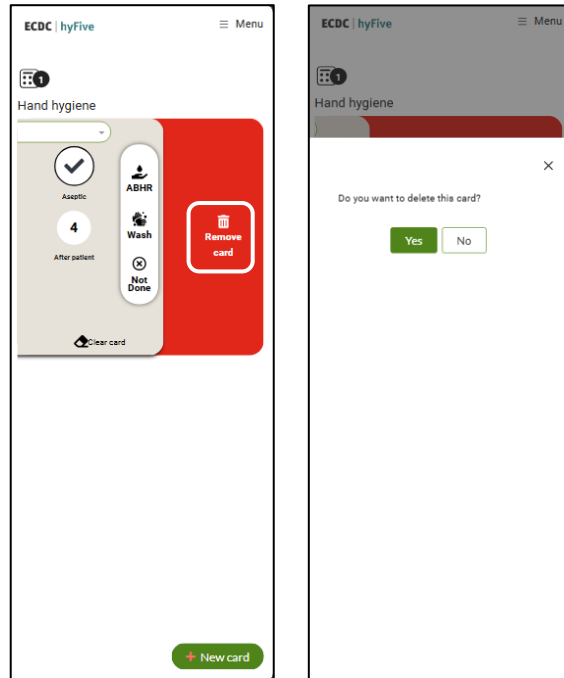 ECDC | hyFive
Menu
1
Hand hygiene
Aseptic
4
After patient
ABHR
Wash
Not
Done
Remove
card
Clear card
+ New card
ECDC | hyFive
Menu
1
Hand hygiene
Do you want to delete this card?
Yes
No